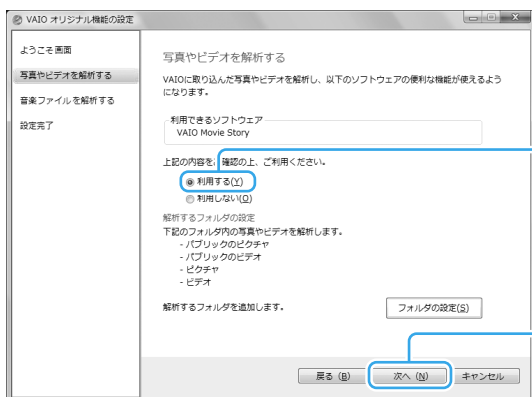 VAIO オリジナル機能の設定
ようこそ画面
写真やビデオを解析する
音楽ファイルを解析する
設定完了
写真やビデオを解析する
VAIOに取り込んだ写真やビデオを解析し、以下のソフトウェアの便利な機能が使えるよう
になります。
利用できるソフトウェア
VAIO Movie Story
上記の内容を、確認の上、ご利用ください。
利用する(Y)
利用しない(O)
解析するフォルダの設定
下記のフォルダ内の写真やビデオを解析します。
- パブリックのピクチャ
- パブリックのビデオ
- ピクチャ
- ビデオ
解析するフォルダを追加します。
フォルダの設定(S)
戻る (B)
次へ (N)
キャンセル